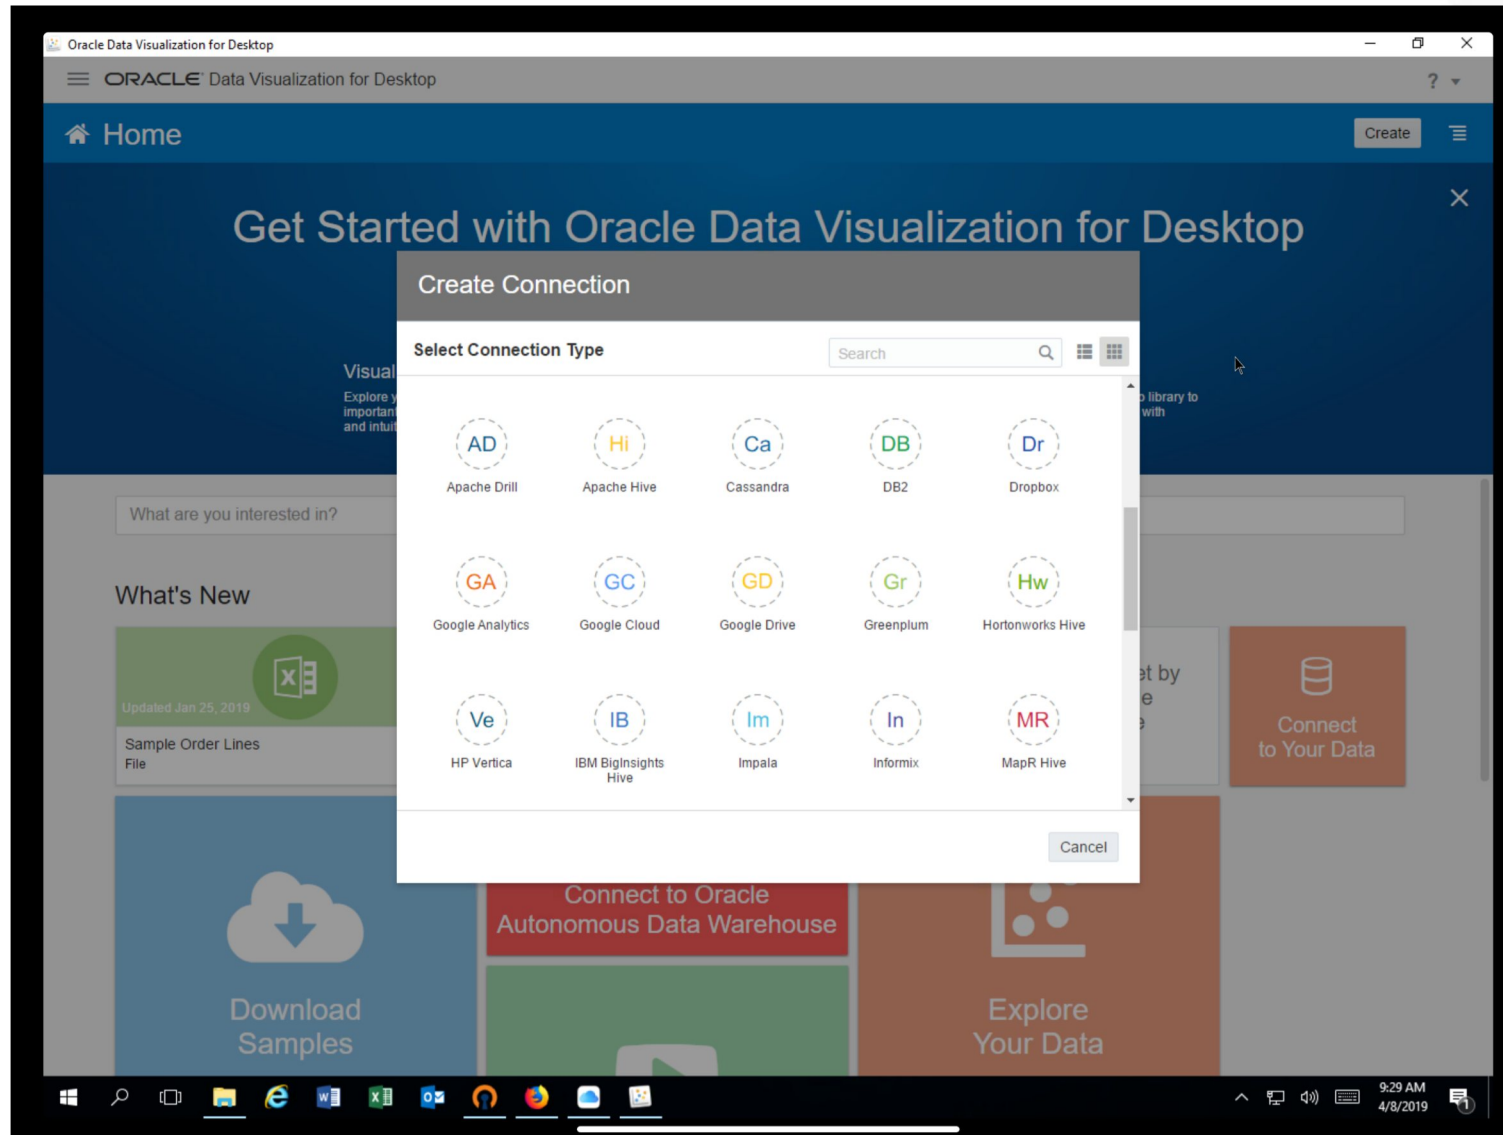 Oracle Data Visualization for Desktop
ORACLE Data Visualization for Desktop
?
Home
Create
Get Started with Oracle Data Visualization for Desktop
Create Connection
Select Connection Type
Search
Visual
Explore y
important
and intuit
library to
with
AD
Hi
Ca
DB
Dr
Apache Drill
Apache Hive
Cassandra
DB2
Dropbox
What are you interested in?
GA
GC
GD
Gr
Hw
Google Analytics
Google Cloud
Google Drive
Greenplum
Hortonworks Hive
What's New
Updated Jan 25, 2019
Sample Order Lines
File
Ve
IB
Im
In
MR
HP Vertica
IBM BigInsights
Hive
Impala
Informix
MapR Hive
et by
e
Connect
to Your Data
Cancel
Connect to Oracle
Autonomous Data Warehouse
Download
Samples
Explore
Your Data
9:29 AM
4/8/2019
1